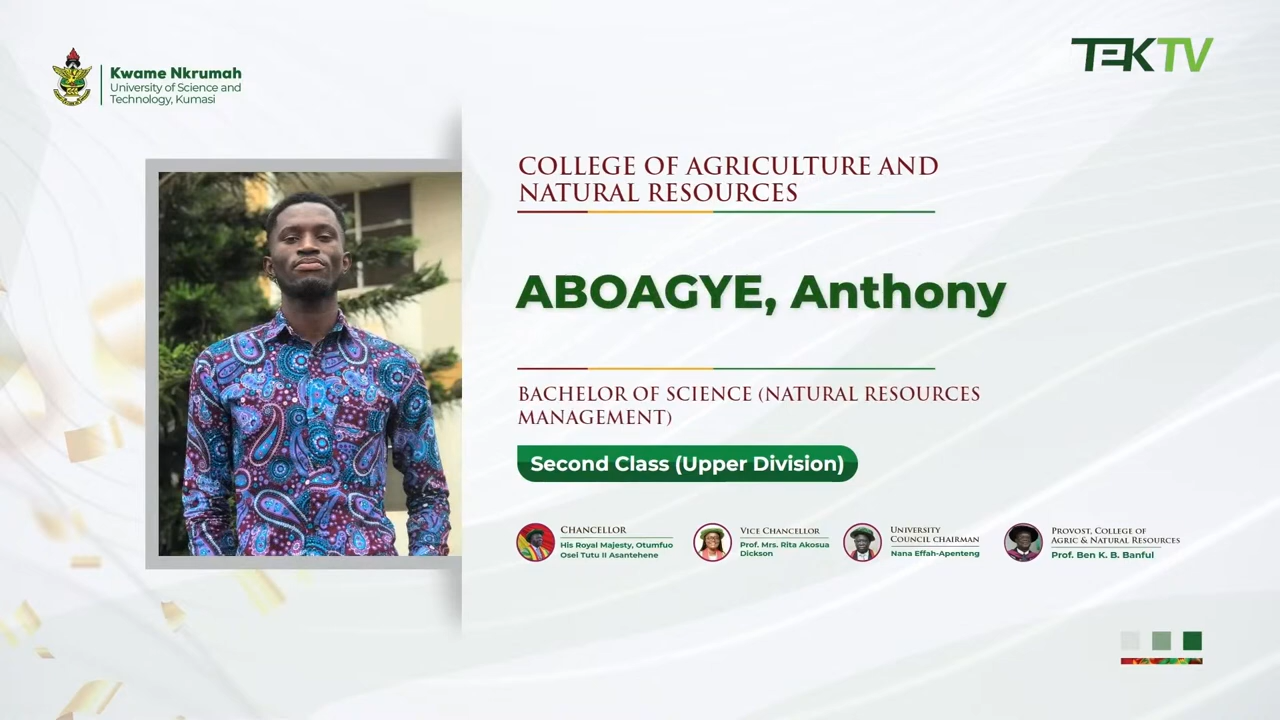 Kwame Nkrumah
University of Science and
Technology, Kumasi
TEKTV
COLLEGE OF AGRICULTURE AND
NATURAL RESOURCES
ABOAGYE, Anthony
BACHELOR OF SCIENCE (NATURAL RESOURCES
MANAGEMENT)
Second Class (Upper Division)
CHANCELLOR
His Royal Majesty, Otumfuo
Osei Tutu II Asantehene
VICE CHANCELLOR
Prof. Mrs. Rita Akosua
Dickson
UNIVERSITY
COUNCIL CHAIRMAN
Nana Effah-Apenteng
PROVOST, COLLEGE OF
AGRIC & NATURAL RESOURCES
Prof. Ben K. B. Banful